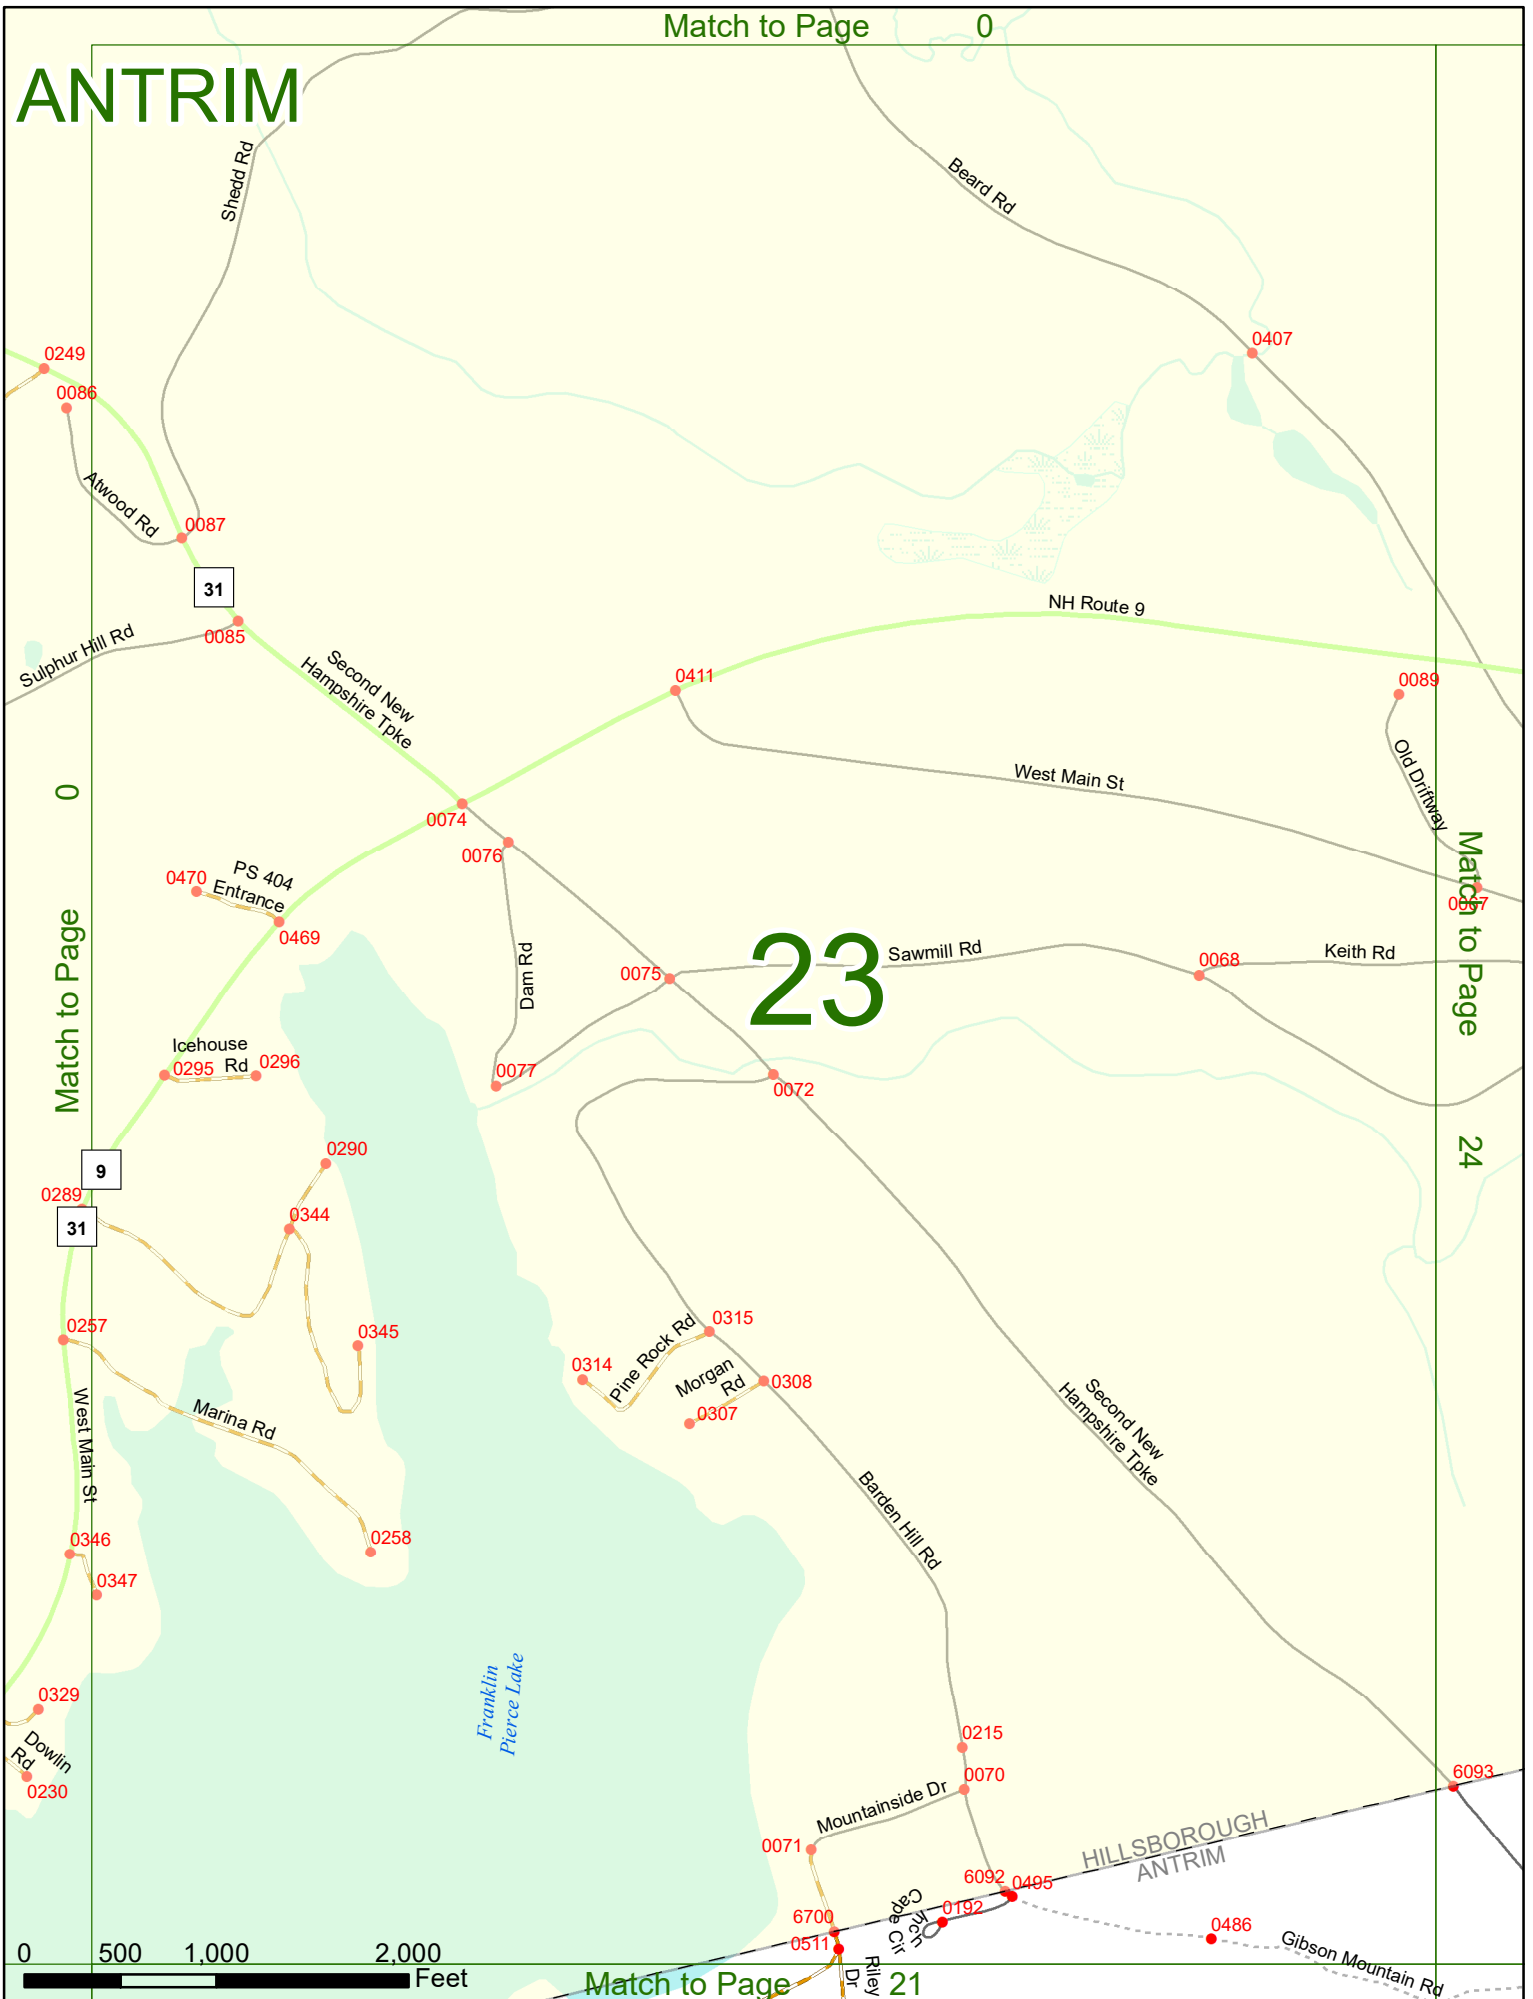 Match to Page 0
ANTRIM
Shedd Rd
Beard Rd
0249
0086
0407
Atwood Rd
0087
31
0085
Sulphur Hill Rd
Second New
Hampshire Tpke
NH Route 9
0411
0089
Old Driftway
West Main St
0074
0076
0067
0470
PS 404
Entrance
0469
Match to Page 0
Dam Rd
0075
23
Sawmill Rd
0068
Keith Rd
Match to Page 24
Icehouse
Rd
0295
0296
0077
0072
9
0290
0289
31
0344
0257
0345
0315
0314
Pine Rock Rd
Morgan
Rd
0308
0307
West Main St
Marina Rd
Second New
Hampshire Tpke
Barden Hill Rd
0258
0346
0347
Franklin
Pierce Lake
0329
Dowlin
Rd
0230
0215
0070
6093
Mountainside Dr
0071
HILLSBOROUGH
ANTRIM
6092
0495
0192
6700
0511
0486
Gibson Mountain Rd
Riley
Dr
0 500 1,000 2,000
Feet
Match to Page 21